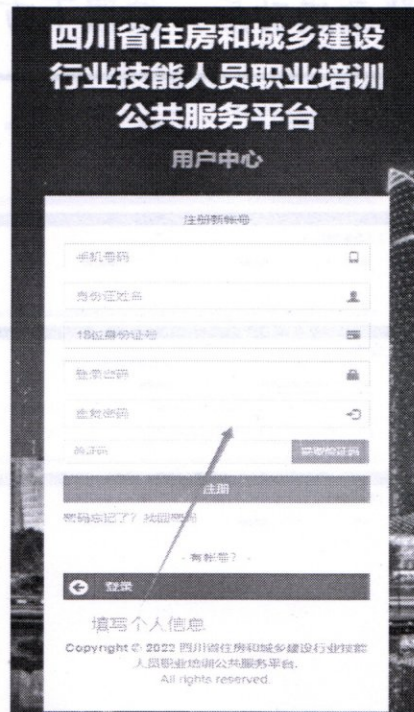 四川省住房和城乡建设
行业技能人员职业培训
公共服务平台
用户中心
注册新帐号
手机号码
身份证姓名
18位身份证号
登录密码
重复密码
验证码
获取验证码
注册
密码忘记了？找回密码
- 有帐号？ -
登录
填写个人信息
Copyright © 2022 四川省住房和城乡建设行业技能
人员职业培训公共服务平台.
All rights reserved.